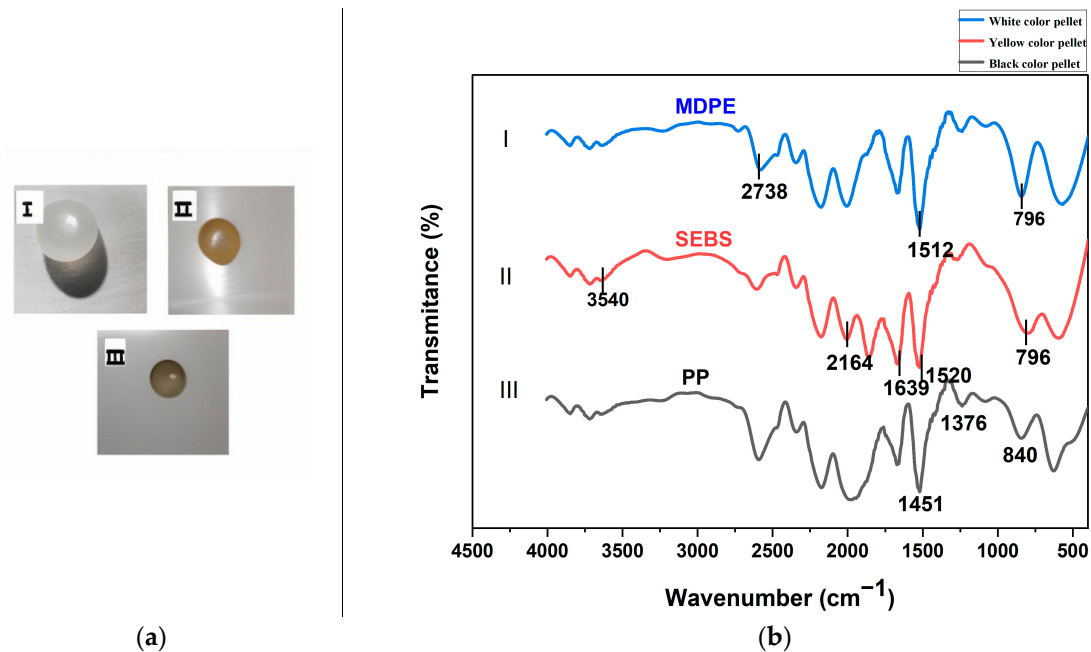 I
II
III
(a)
White color pellet
Yellow color pellet
Black color pellet
I
MDPE
2738
1512
796
II
SEBS
3540
2164
1639
1520
796
III
PP
1451
1376
840
Transmitance (%)
4500 4000 3500 3000 2500 2000 1500 1000 500
Wavenumber (cm⁻¹)
(b)